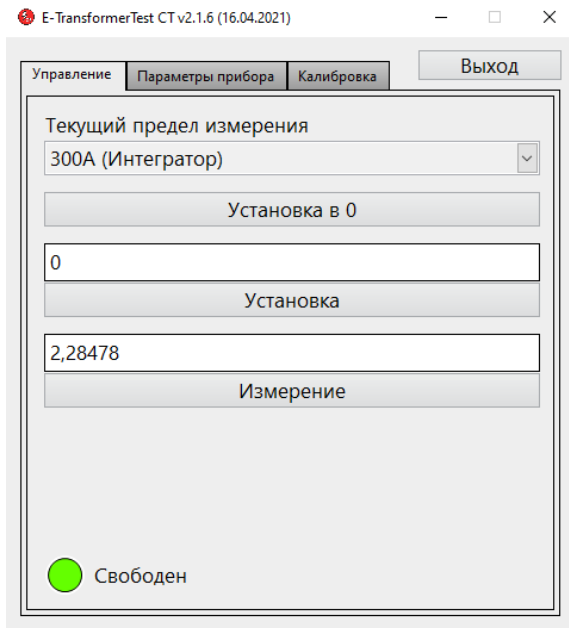 E-TransformerTest CT v2.1.6 (16.04.2021)
Выход
Управление Параметры прибора Калибровка
Текущий предел измерения
300А (Интегратор)
Установка в 0
0
Установка
2,28478
Измерение
Свободен